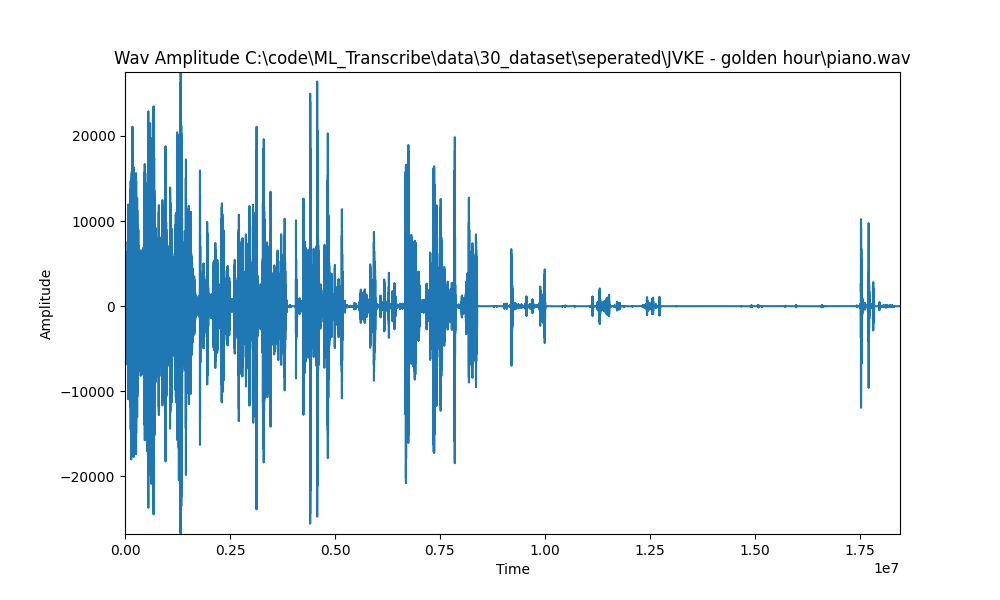 Wav Amplitude C:\code\ML_Transcribe\data\30_dataset\seperated\JVKE - golden hour\piano.wav
20000
10000
0
−10000
−20000
Amplitude
0.00 0.25 0.50 0.75 1.00 1.25 1.50 1.75
1e7
Time